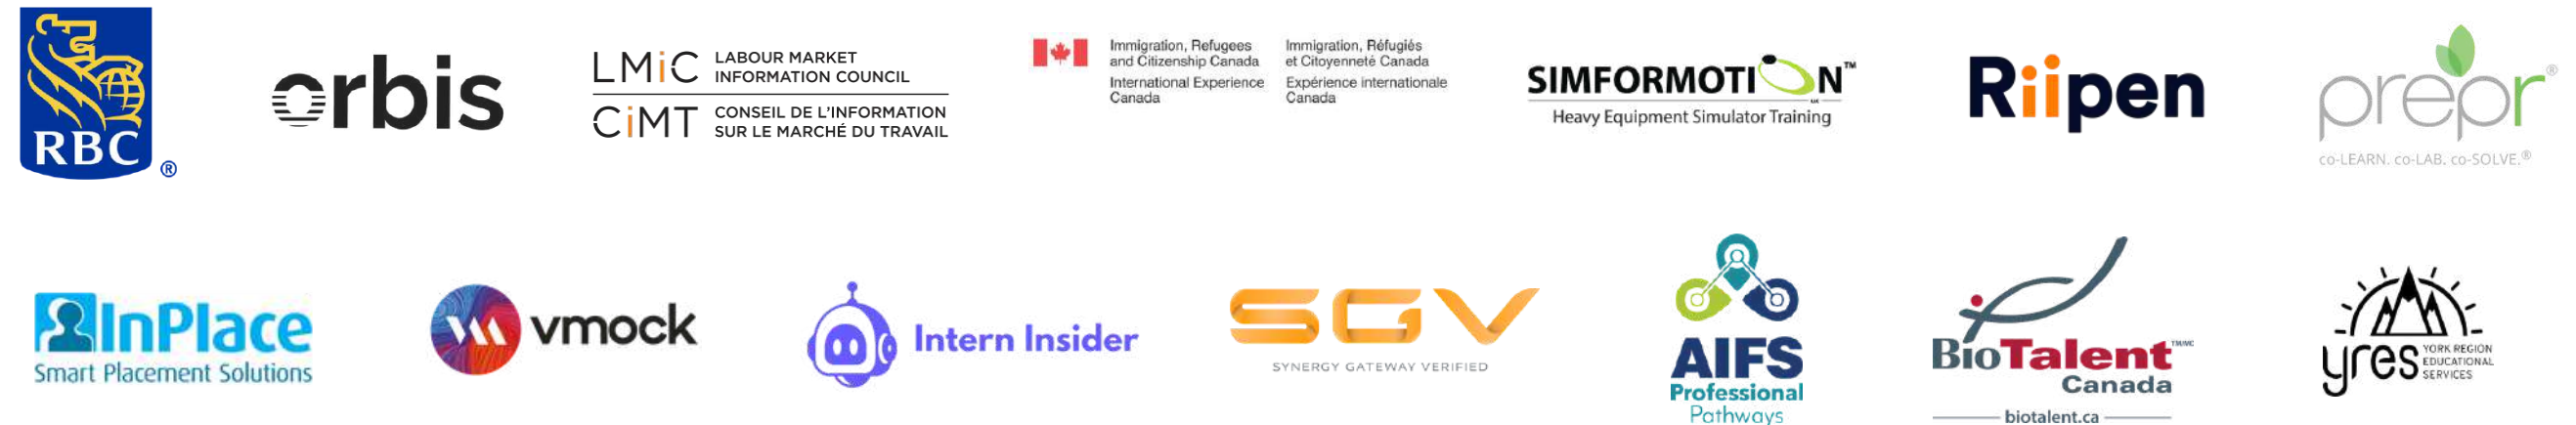 RBC
®
orbis
LMiC LABOUR MARKET
INFORMATION COUNCIL
CiMT CONSEIL DE L'INFORMATION
SUR LE MARCHÉ DU TRAVAIL
Immigration, Refugees
and Citizenship Canada
International Experience
Canada
Immigration, Réfugiés
et Citoyenneté Canada
Expérience internationale
Canada
SIMFORMOTION™
Heavy Equipment Simulator Training
Riipen
prepr®
co-LEARN. co-LAB. co-SOLVE.®
InPlace
Smart Placement Solutions
vmock
Intern Insider
SGV
SYNERGY GATEWAY VERIFIED
AIFS
Professional
Pathways
BioTalent TM/MC
Canada
biotalent.ca
yres YORK REGION
EDUCATIONAL
SERVICES